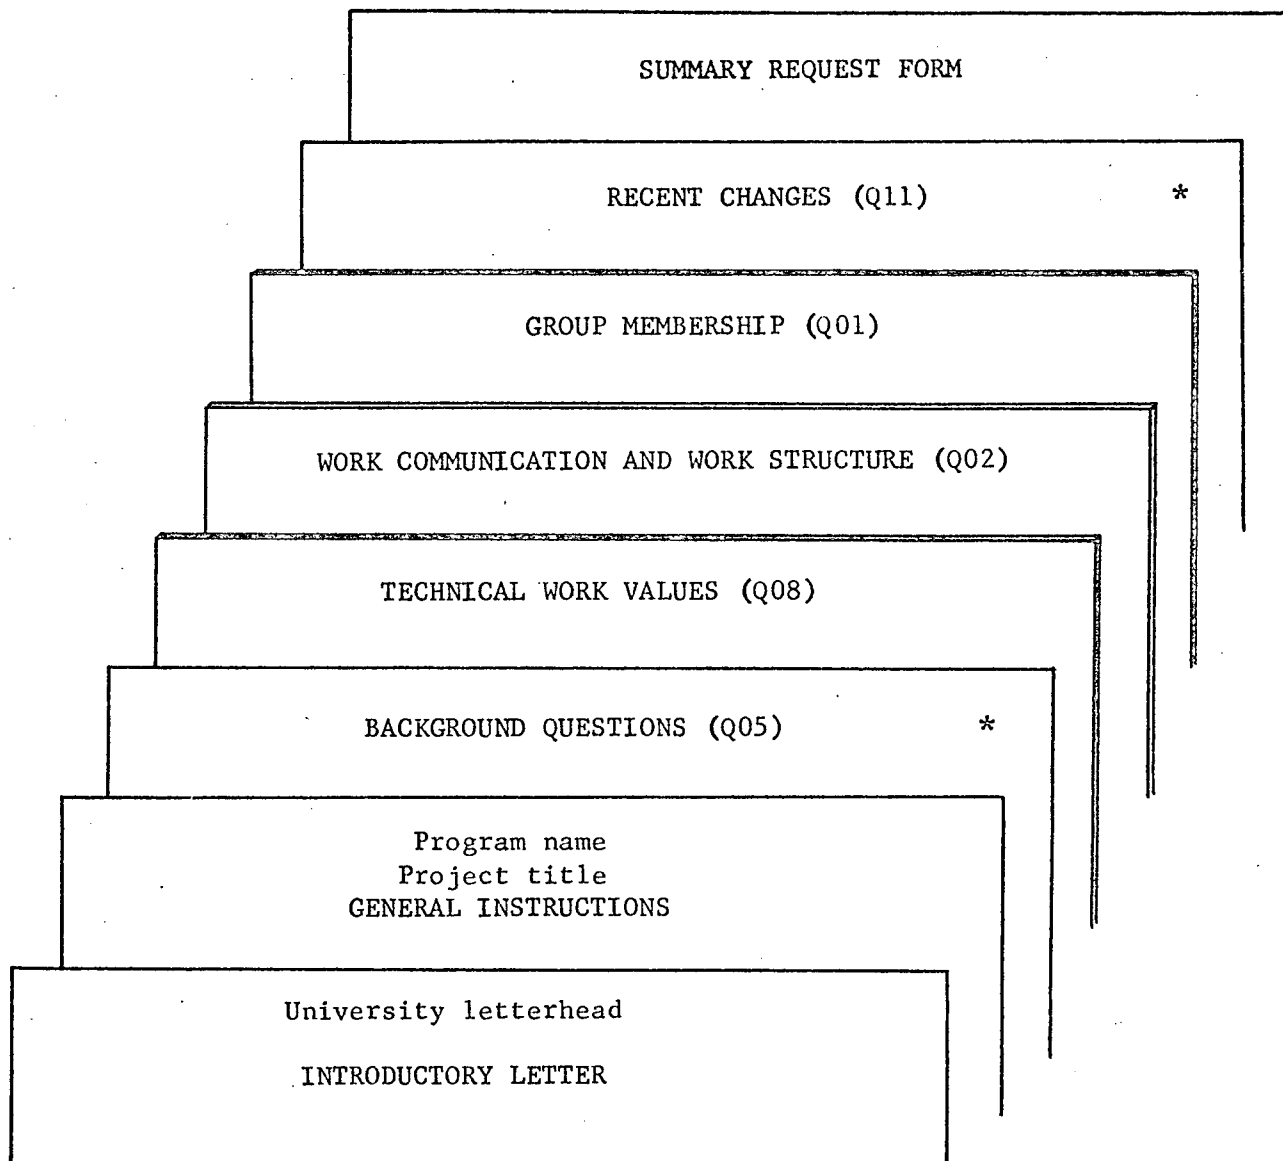 SUMMARY REQUEST FORM
RECENT CHANGES (Q11) *
GROUP MEMBERSHIP (Q01)
WORK COMMUNICATION AND WORK STRUCTURE (Q02)
TECHNICAL WORK VALUES (Q08)
BACKGROUND QUESTIONS (Q05) *
Program name
Project title
GENERAL INSTRUCTIONS
University letterhead
INTRODUCTORY LETTER